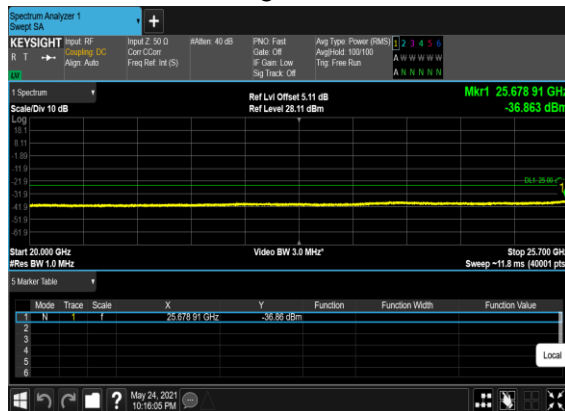 Spectrum Analyzer 1
Swept SA
+
KEYSIGHT Input: RF Input Z: 50 Ω #Atten: 40 dB PNO: Fast Avg Type: Power (RMS) 1 2 3 4 5 6
R T Coupling: DC Corr CCorr Gate: Off Avg|Hold: 100/100 A W W W W W
Align: Auto Freq Ref: Int (S) IF Gain: Low Trig: Free Run
LW Sig Track: Off A N N N N N
1 Spectrum Ref Lvl Offset 5.11 dB Mkr1 25.678 91 GHz
Scale/Div 10 dB Ref Level 28.11 dBm -36.863 dBm
Log
18.1
8.11
-1.89
-11.9
-21.9 DL1 -25.00
-31.9 1
-41.9
-51.9
-61.9
Start 20.000 GHz Video BW 3.0 MHz* Stop 25.700 GH
#Res BW 1.0 MHz Sweep ~11.8 ms (40001 pts
5 Marker Table
Mode Trace Scale X Y Function Function Width Function Value
1 N 1 f 25.678 91 GHz -36.86 dBm
2
3
4
5
6
Local
? May 24, 2021
10:16:05 PM